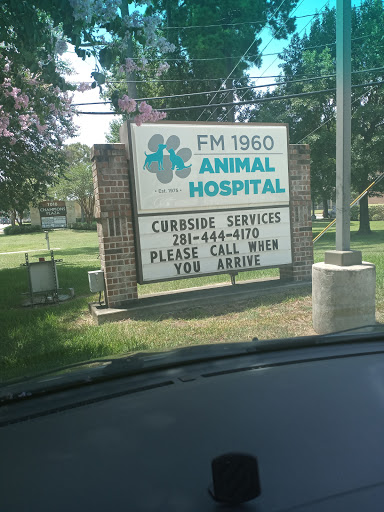 FM 1960
ANIMAL
HOSPITAL
Est. 1975
CURBSIDE SERVICES
281-444-4170
PLEASE CALL WHEN
YOU ARRIVE